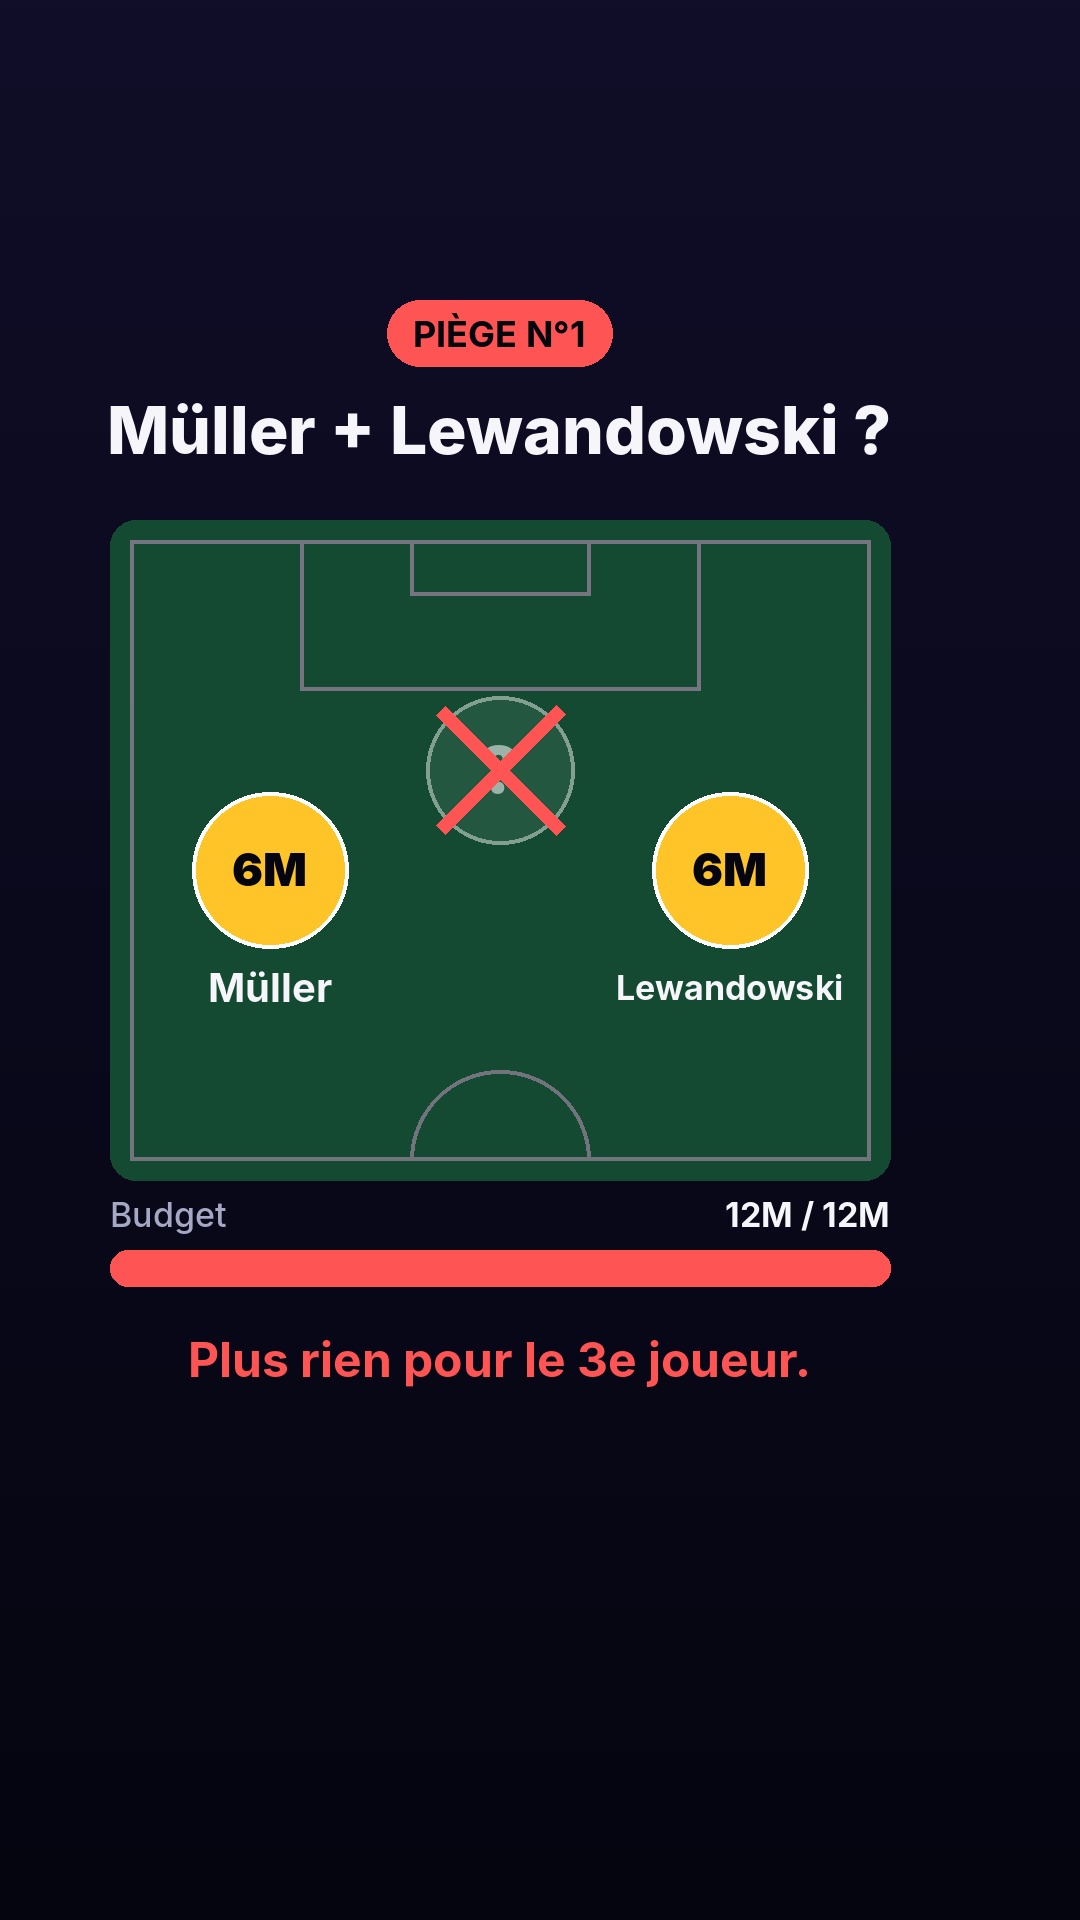 PIÈGE N°1
Müller + Lewandowski ?
?
6M
6M
Müller
Lewandowski
Budget
12M / 12M
Plus rien pour le 3e joueur.